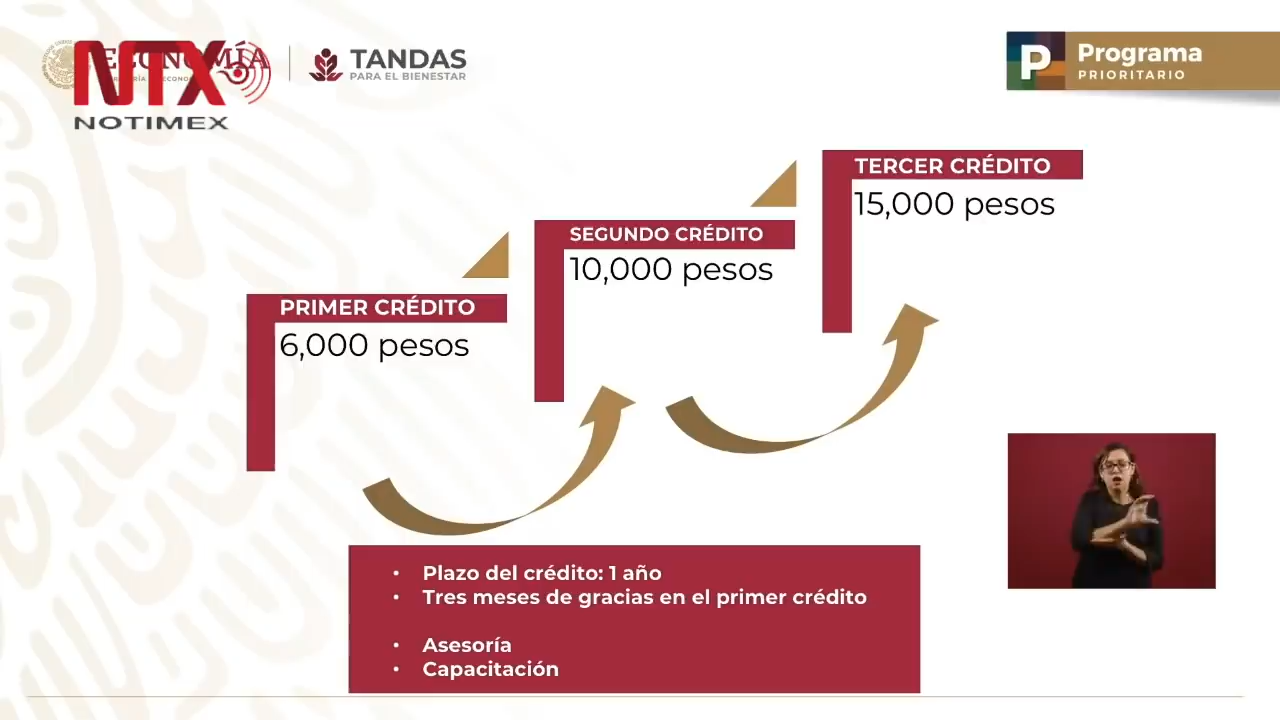 NTX
NOTIMEX
ECONOMÍA
TANDAS
PARA EL BIENESTAR
P
Programa
PRIORITARIO
TERCER CRÉDITO
15,000 pesos
SEGUNDO CRÉDITO
10,000 pesos
PRIMER CRÉDITO
6,000 pesos
• Plazo del crédito: 1 año
• Tres meses de gracias en el primer crédito
• Asesoría
• Capacitación